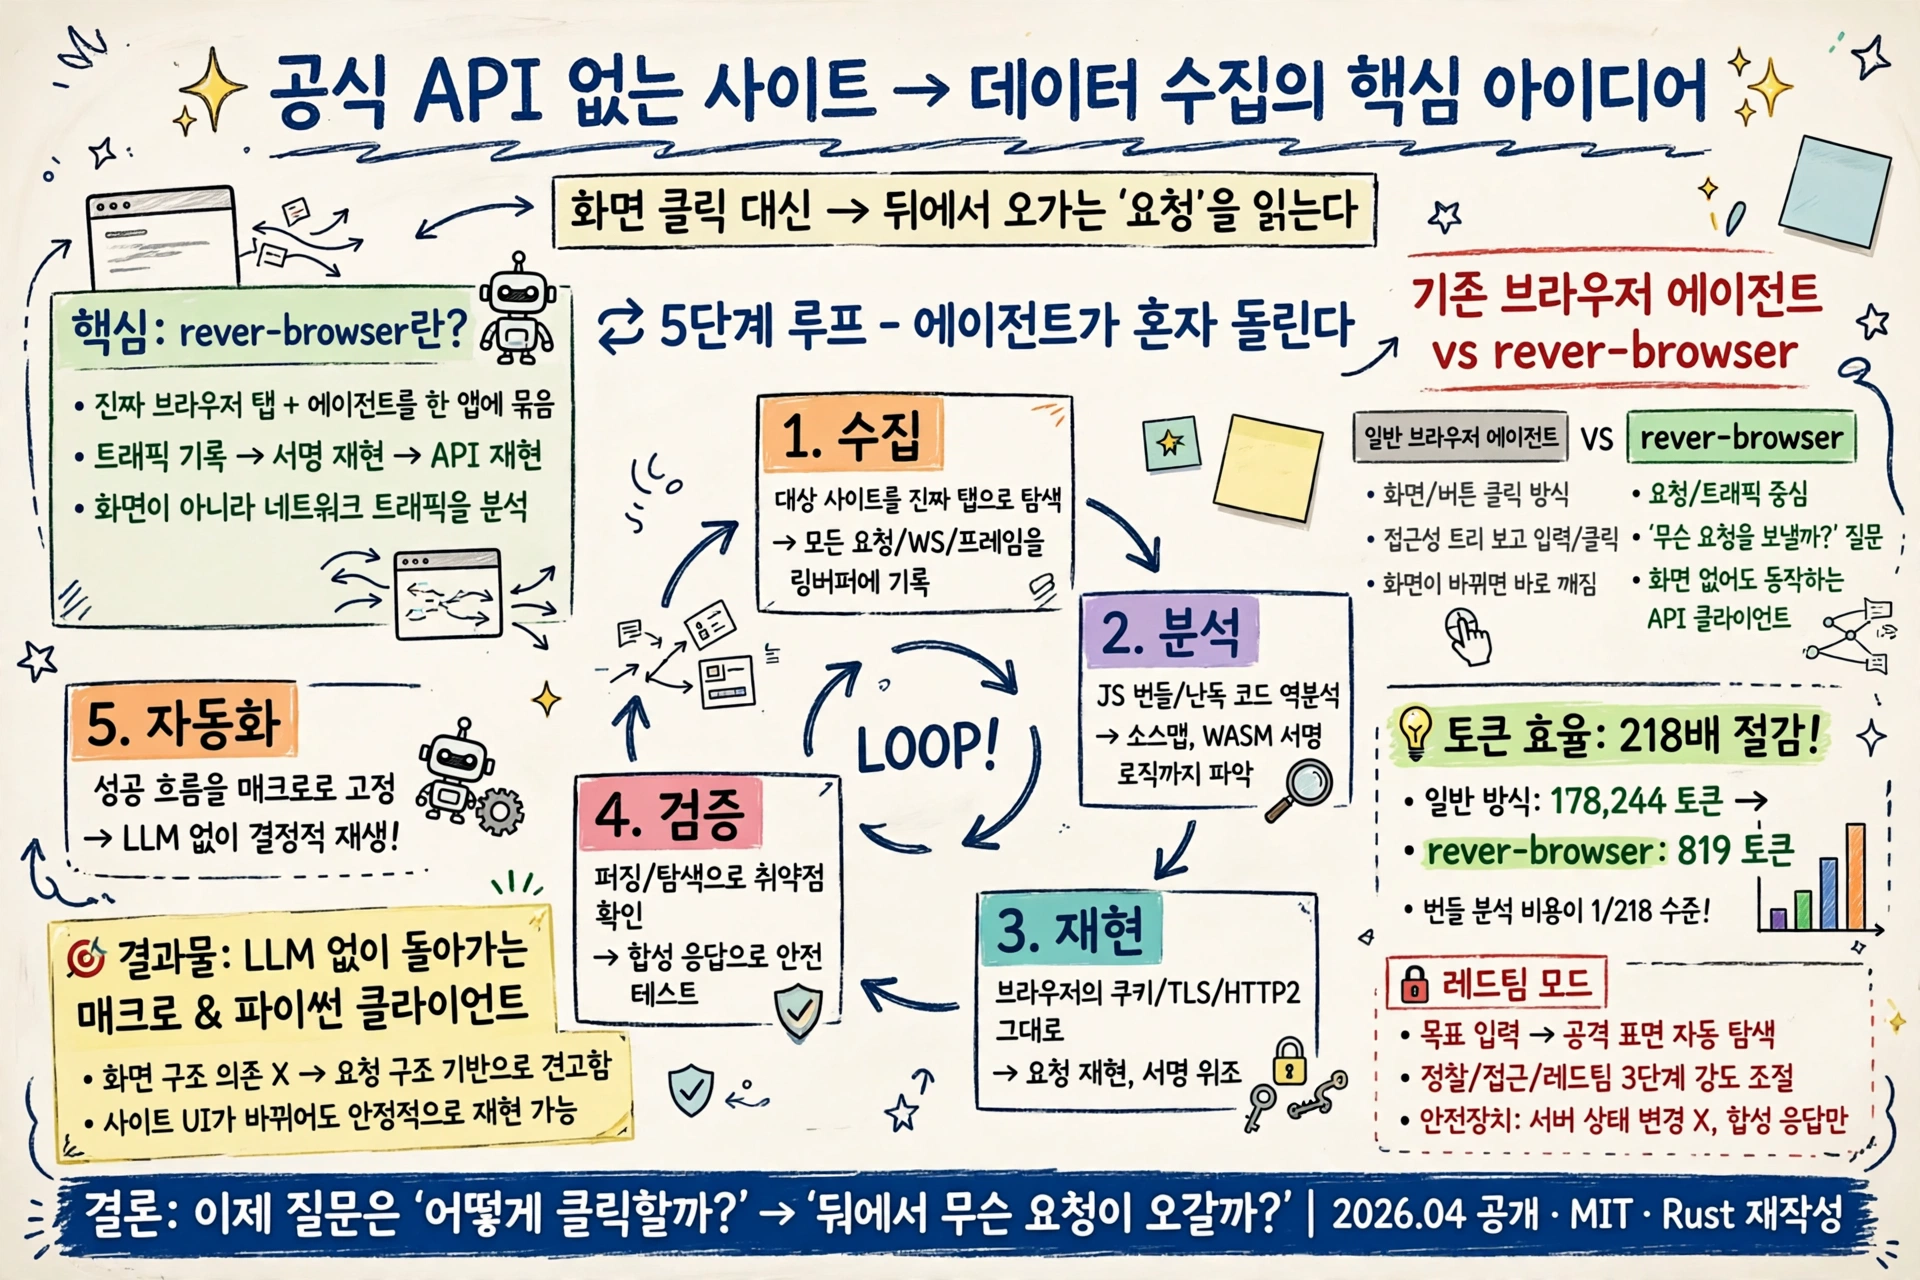 공식 API 없는 사이트 → 데이터 수집의 핵심 아이디어
화면 클릭 대신 → 뒤에서 오가는 '요청'을 읽는다
핵심: rever-browser란?
• 진짜 브라우저 탭 + 에이전트를 한 앱에 묶음
• 트래픽 기록 → 서명 재현 → API 재현
• 화면이 아니라 네트워크 트래픽을 분석
5단계 루프 - 에이전트가 혼자 돌린다
1. 수집
대상 사이트를 진짜 탭으로 탐색
→ 모든 요청/WS/프레임을
링버퍼에 기록
2. 분석
JS 번들/난독 코드 역분석
→ 소스맵, WASM 서명
로직까지 파악
3. 재현
브라우저의 쿠키/TLS/HTTP2
그대로
→ 요청 재현, 서명 위조
4. 검증
퍼징/탐색으로 취약점
확인
→ 합성 응답으로 안전
테스트
LOOP!
5. 자동화
성공 흐름을 매크로로 고정
→ LLM 없이 결정적 재생!
결과물: LLM 없이 돌아가는
매크로 & 파이썬 클라이언트
• 화면 구조 의존 X → 요청 구조 기반으로 견고함
• 사이트 UI가 바뀌어도 안정적으로 재현 가능
기존 브라우저 에이전트
vs rever-browser
일반 브라우저 에이전트 VS rever-browser
• 화면/버튼 클릭 방식
• 접근성 트리 보고 입력/클릭
• 화면이 바뀌면 바로 깨짐
• 요청/트래픽 중심
• '무슨 요청을 보낼까?' 질문
• 화면 없어도 동작하는
API 클라이언트
토큰 효율: 218배 절감!
• 일반 방식: 178,244 토큰 →
• rever-browser: 819 토큰
• 번들 분석 비용이 1/218 수준!
레드팀 모드
• 목표 입력 → 공격 표면 자동 탐색
• 정찰/접근/레드팀 3단계 강도 조절
• 안전장치: 서버 상태 변경 X, 합성 응답만
결론: 이제 질문은 '어떻게 클릭할까?' → '뒤에서 무슨 요청이 오갈까?' | 2026.04 공개 · MIT · Rust 재작성